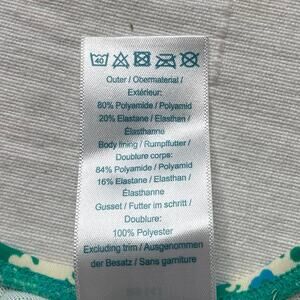 40
Outer / Obermaterial /
Extérieur:
80% Polyamide / Polyamid
20% Elastane / Elasthan /
Élasthanne
Body lining / Rumpffutter /
Doublure corps:
84% Polyamide / Polyamid
16% Elastane / Elasthan /
Élasthanne
Gusset / Futter im schritt /
Doublure:
100% Polyester
Excluding trim / Ausgenommen
der Besatz / Sans garniture